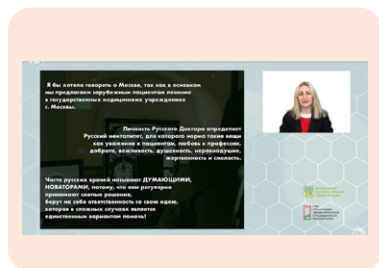 Я бы хотела говорить о Москве, так как в основном
мы предлагаем зарубежным пациентам лечение
в государственных медицинских учреждениях
г. Москвы.
Личность Русского Доктора определяет
Русский менталитет, для которого норма такие вещи
как уважение к пациентам, любовь к профессии,
доброта, вежливость, душевность, неравнодушие,
жертвенность и смелость.
Часто русских врачей называют ДУМАЮЩИМИ,
НОВАТОРАМИ, потому, что они регулярно
принимают смелые решения,
берут на себя ответственность за свою идею,
которая в сложных случаях является
единственным вариантом помочь!